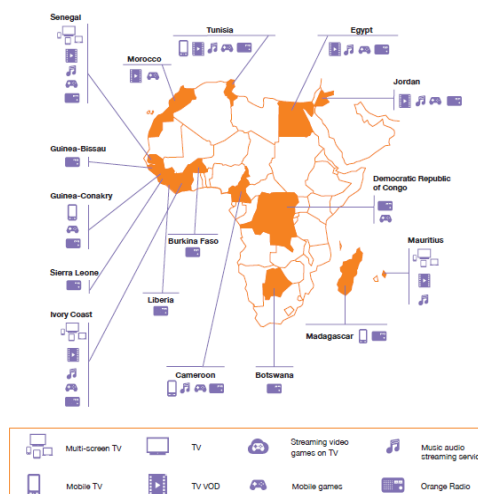 Senegal
Tunisia
Egypt
Morocco
Jordan
Guinea-Bissau
Democratic Republic
of Congo
Guinea-Conakry
Burkina Faso
Mauritius
Sierra Leone
Liberia
Ivory Coast
Madagascar
Cameroon
Botswana
Multi-screen TV
TV
Streaming video
games on TV
Music audio
streaming servic
Mobile TV
TV VOD
Mobile games
Orange Radio